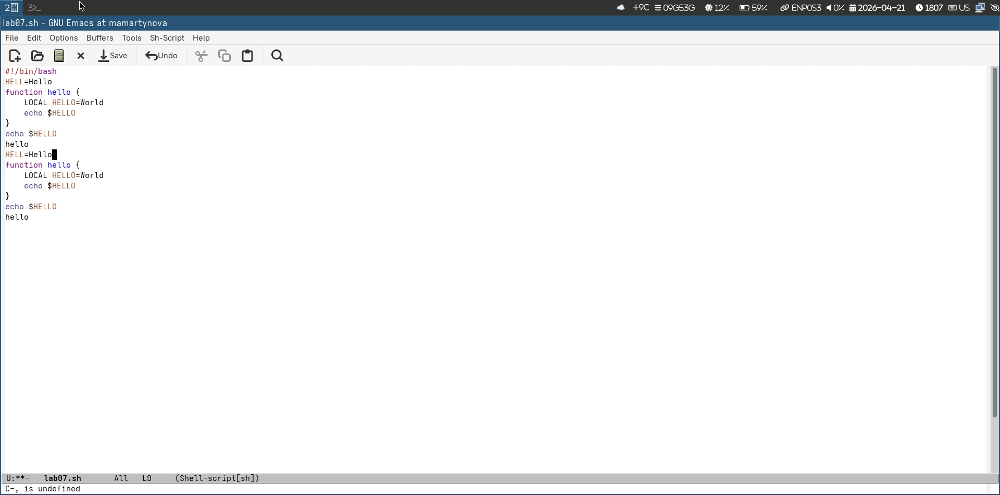 2 3>_ +9C 09G53G 12% 59% ENP0S3 0% 2026-04-21 1807 US
lab07.sh - GNU Emacs at mamartynova
File Edit Options Buffers Tools Sh-Script Help
Save Undo
#!/bin/bash
HELL=Hello
function hello {
    LOCAL HELLO=World
    echo $HELLO
}
echo $HELLO
hello
HELL=Hello
function hello {
    LOCAL HELLO=World
    echo $HELLO
}
echo $HELLO
hello
U:**-   lab07.sh       All   L9     (Shell-script[sh])
C-, is undefined